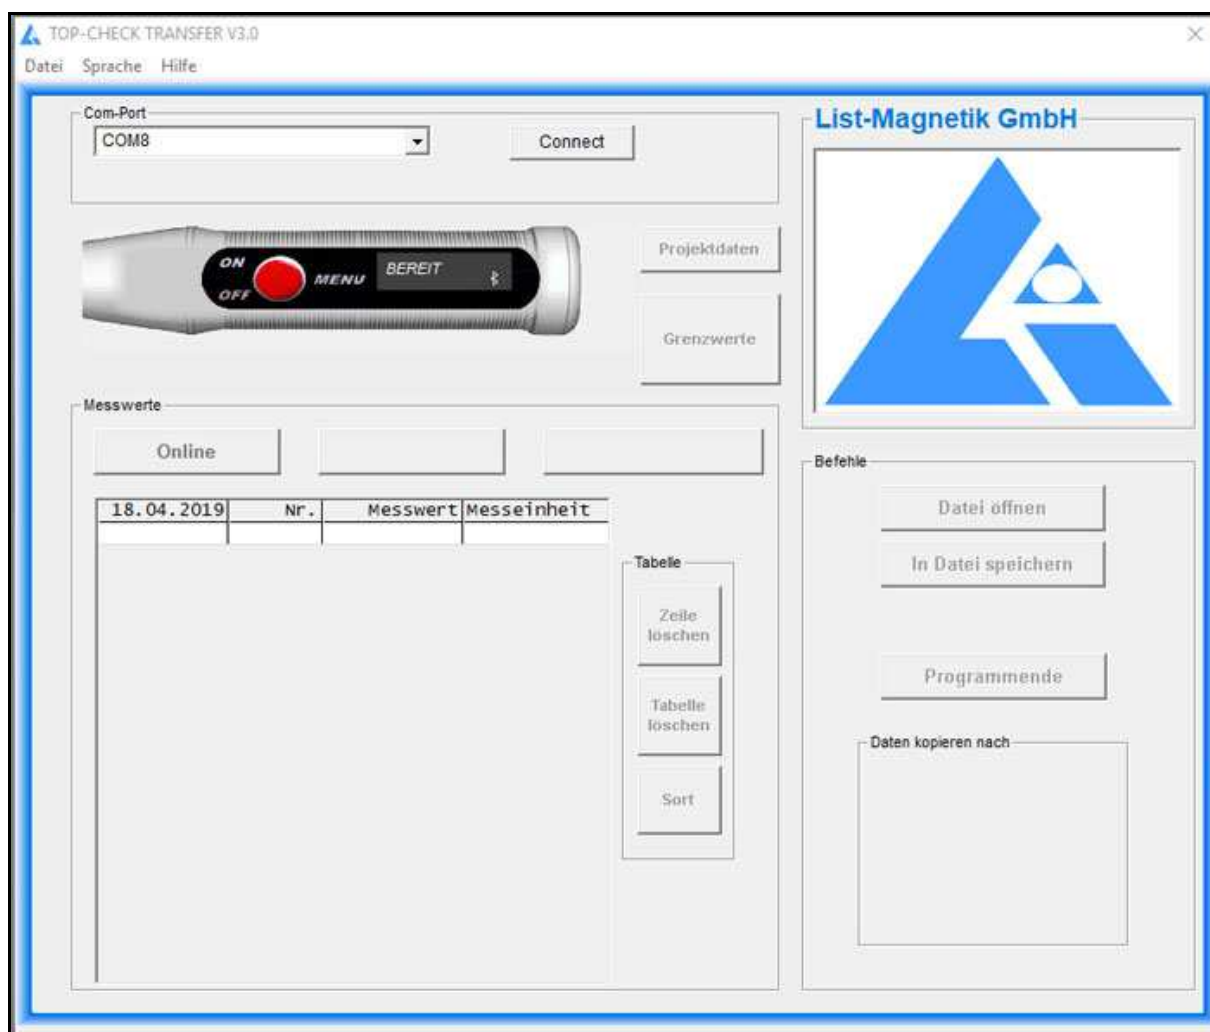 TOP-CHECK TRANSFER V3.0
Datei Sprache Hilfe
Com-Port
COM8
Connect
List-Magnetik GmbH
ON
OFF
MENU
BEREIT
Projektdaten
Grenzwerte
Messwerte
Online
18.04.2019 Nr. Messwert Messeinheit
Tabelle
Zeile
löschen
Tabelle
löschen
Sort
Befehle
Datei öffnen
In Datei speichern
Programmende
Daten kopieren nach